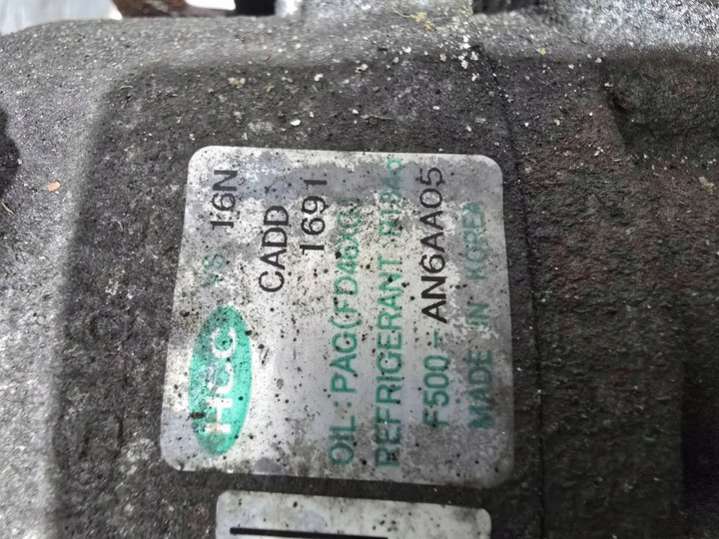 HCC VS 16N
CADD
1691
OIL PAG(FD46XG)
REFRIGERANT R134a
F500-AN6AA05
MADE IN KOREA